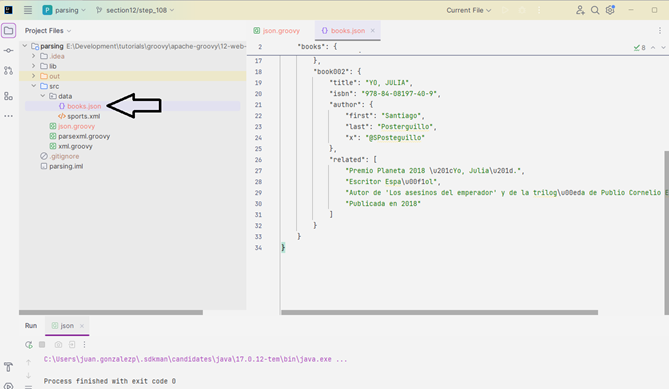 P parsing section12/step_108 Current File
Project Files
json.groovy books.json
parsing E:\Development\tutorials\groovy\apache-groovy\12-web-
2 "books": { 8
.idea
17 },
lib
18 "book002": {
out
19 "title": "YO, JULIA",
src
20 "isbn": "978-84-08197-40-9",
data
21 "author": {
books.json
22 "first": "Santiago",
sports.xml
23 "last": "Posterguillo",
json.groovy
24 "x": "@SPosteguillo"
parsexml.groovy
25 },
xml.groovy
26 "related": [
.gitignore
27 "Premio Planeta 2018 \u201cYo, Julia\u201d.",
parsing.iml
28 "Escritor Espa\u00f1ol",
29 "Autor de 'Los asesinos del emperador' y de la trilog\u00eda de Publio Cornelio E
30 "Publicada en 2018"
31 ]
32 }
33 }
34 }
Run json
C:\Users\juan.gonzalezp\.sdkman\candidates\java\17.0.12-tem\bin\java.exe ...
Process finished with exit code 0